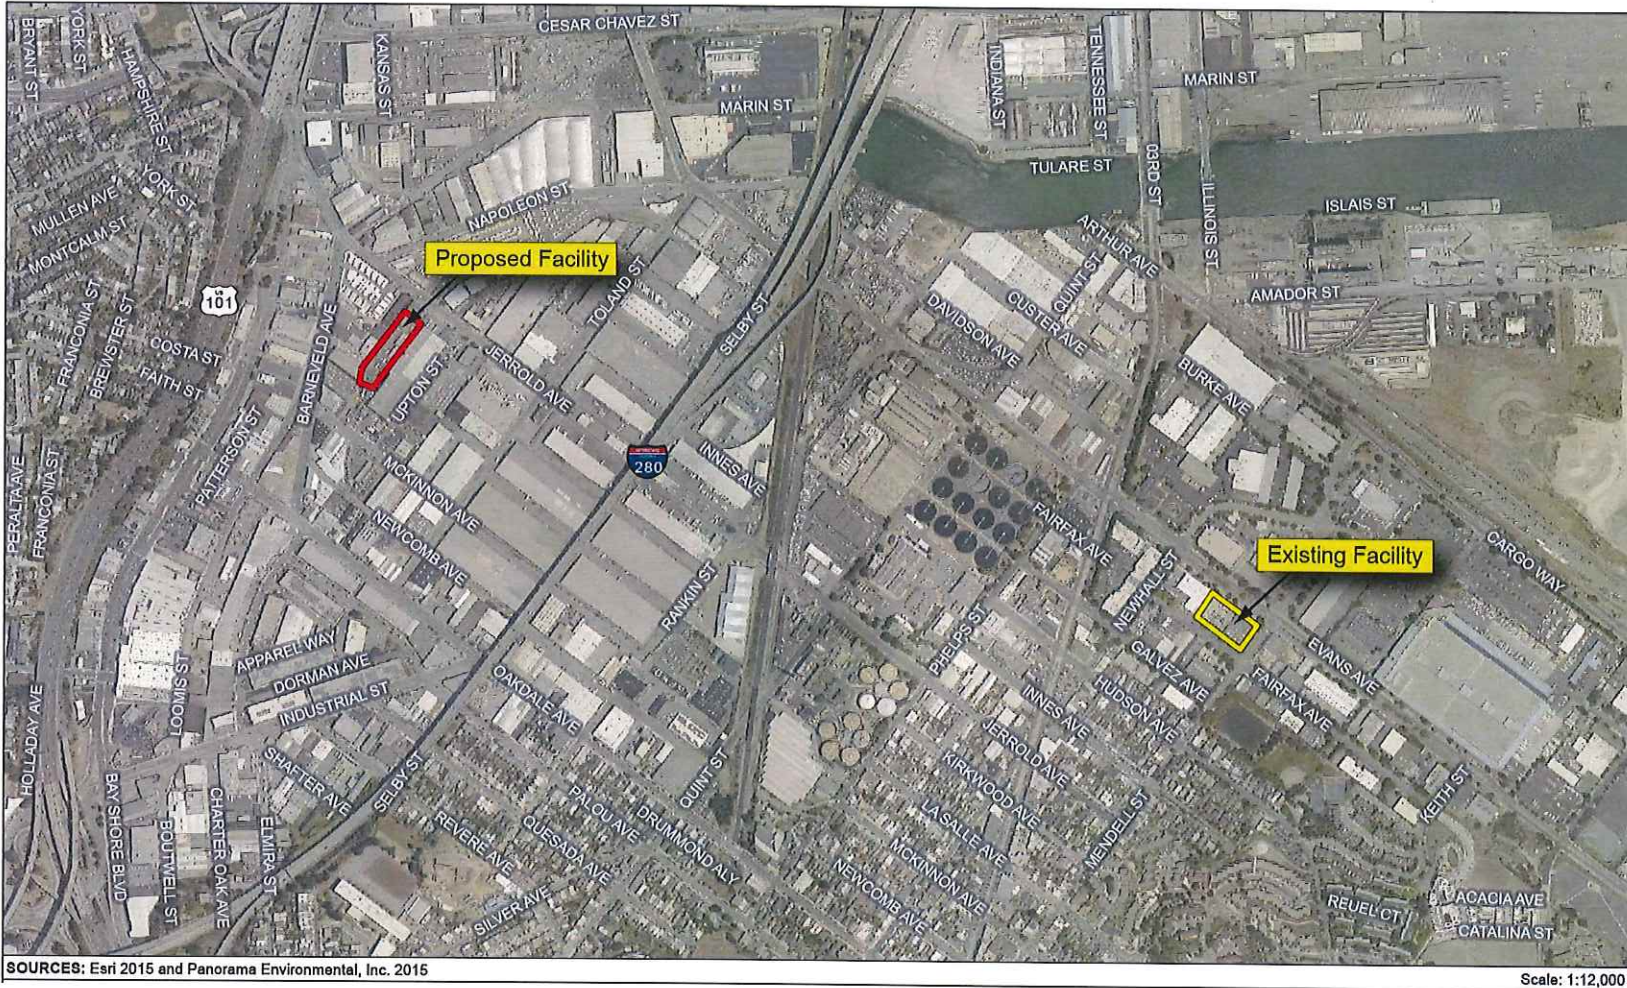 CESAR CHAVEZ ST
YORK ST
BRYANT ST
HAMPSHIRE ST
KANSAS ST
INDIANA ST
TENNESSEE ST
MARIN ST
MARIN ST
TULARE ST
03RD ST
ILLINOIS ST
ISLAIS ST
YORK ST
MULLEN AVE
MONTCALM ST
NAPOLEON ST
ARTHUR AVE
Proposed Facility
US
101
TOLAND ST
SELBY ST
QUINT ST
CUSTER AVE
DAVIDSON AVE
AMADOR ST
FRANCONIA ST
BREWSTER ST
COSTA ST
FAITH ST
BARNEVELD AVE
JERROLD AVE
UPTON ST
BURKE AVE
PERALTA AVE
FRANCONIA ST
PATTERSON ST
280
INNES AVE
MCKINNON AVE
NEWCOMB AVE
FAIRFAX AVE
CARGO WAY
Existing Facility
NEWHALL ST
RANKIN ST
PHELPS ST
GALVEZ AVE
EVANS AVE
HUDSON AVE
FAIRFAX AVE
APPAREL WAY
DORMAN AVE
INDUSTRIAL ST
LOOMIS ST
OAKDALE AVE
INNES AVE
JERROLD AVE
KIRKWOOD AVE
HOLLADAY AVE
BAY SHORE BLVD
SHAFTER AVE
SELBY ST
QUINT ST
KEITH ST
MENDELL ST
LA SALLE AVE
MCKINNON AVE
NEWCOMB AVE
PALOU AVE
DRUMMOND ALY
QUESADA AVE
REVERE AVE
SILVER AVE
BOUTWELL ST
CHARTER OAK AVE
ELMIRA ST
REUEL CT
ACACIA AVE
CATALINA ST
SOURCES: Esri 2015 and Panorama Environmental, Inc. 2015
Scale: 1:12,000